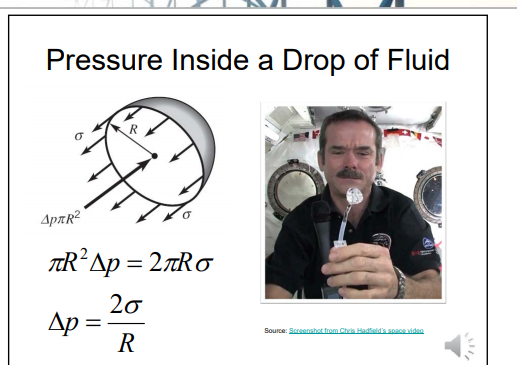 Pressure Inside a Drop of Fluid
σ
R
σ
ΔpπR²
πR²Δp = 2πRσ
Δp = 2σ/R
Source: Screenshot from Chris Hadfield's space video